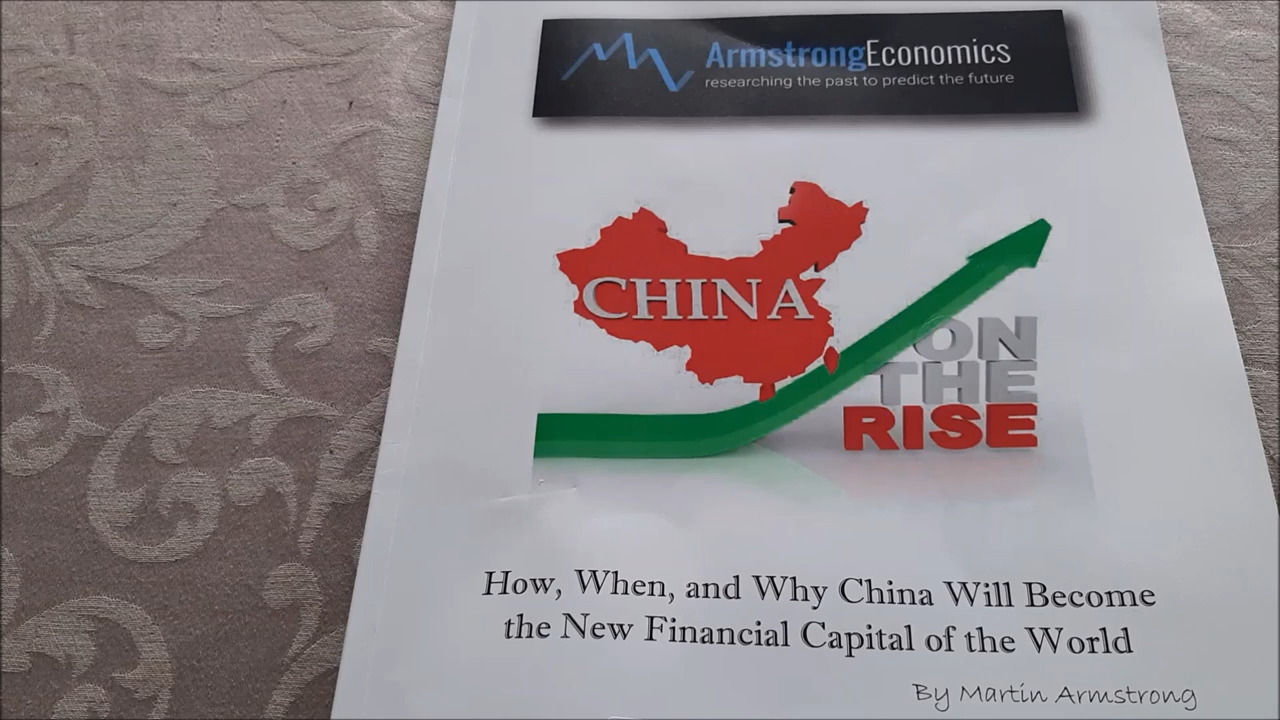 ArmstrongEconomics
researching the past to predict the future
CHINA
ON
THE
RISE
How, When, and Why China Will Become
the New Financial Capital of the World
By Martin Armstrong